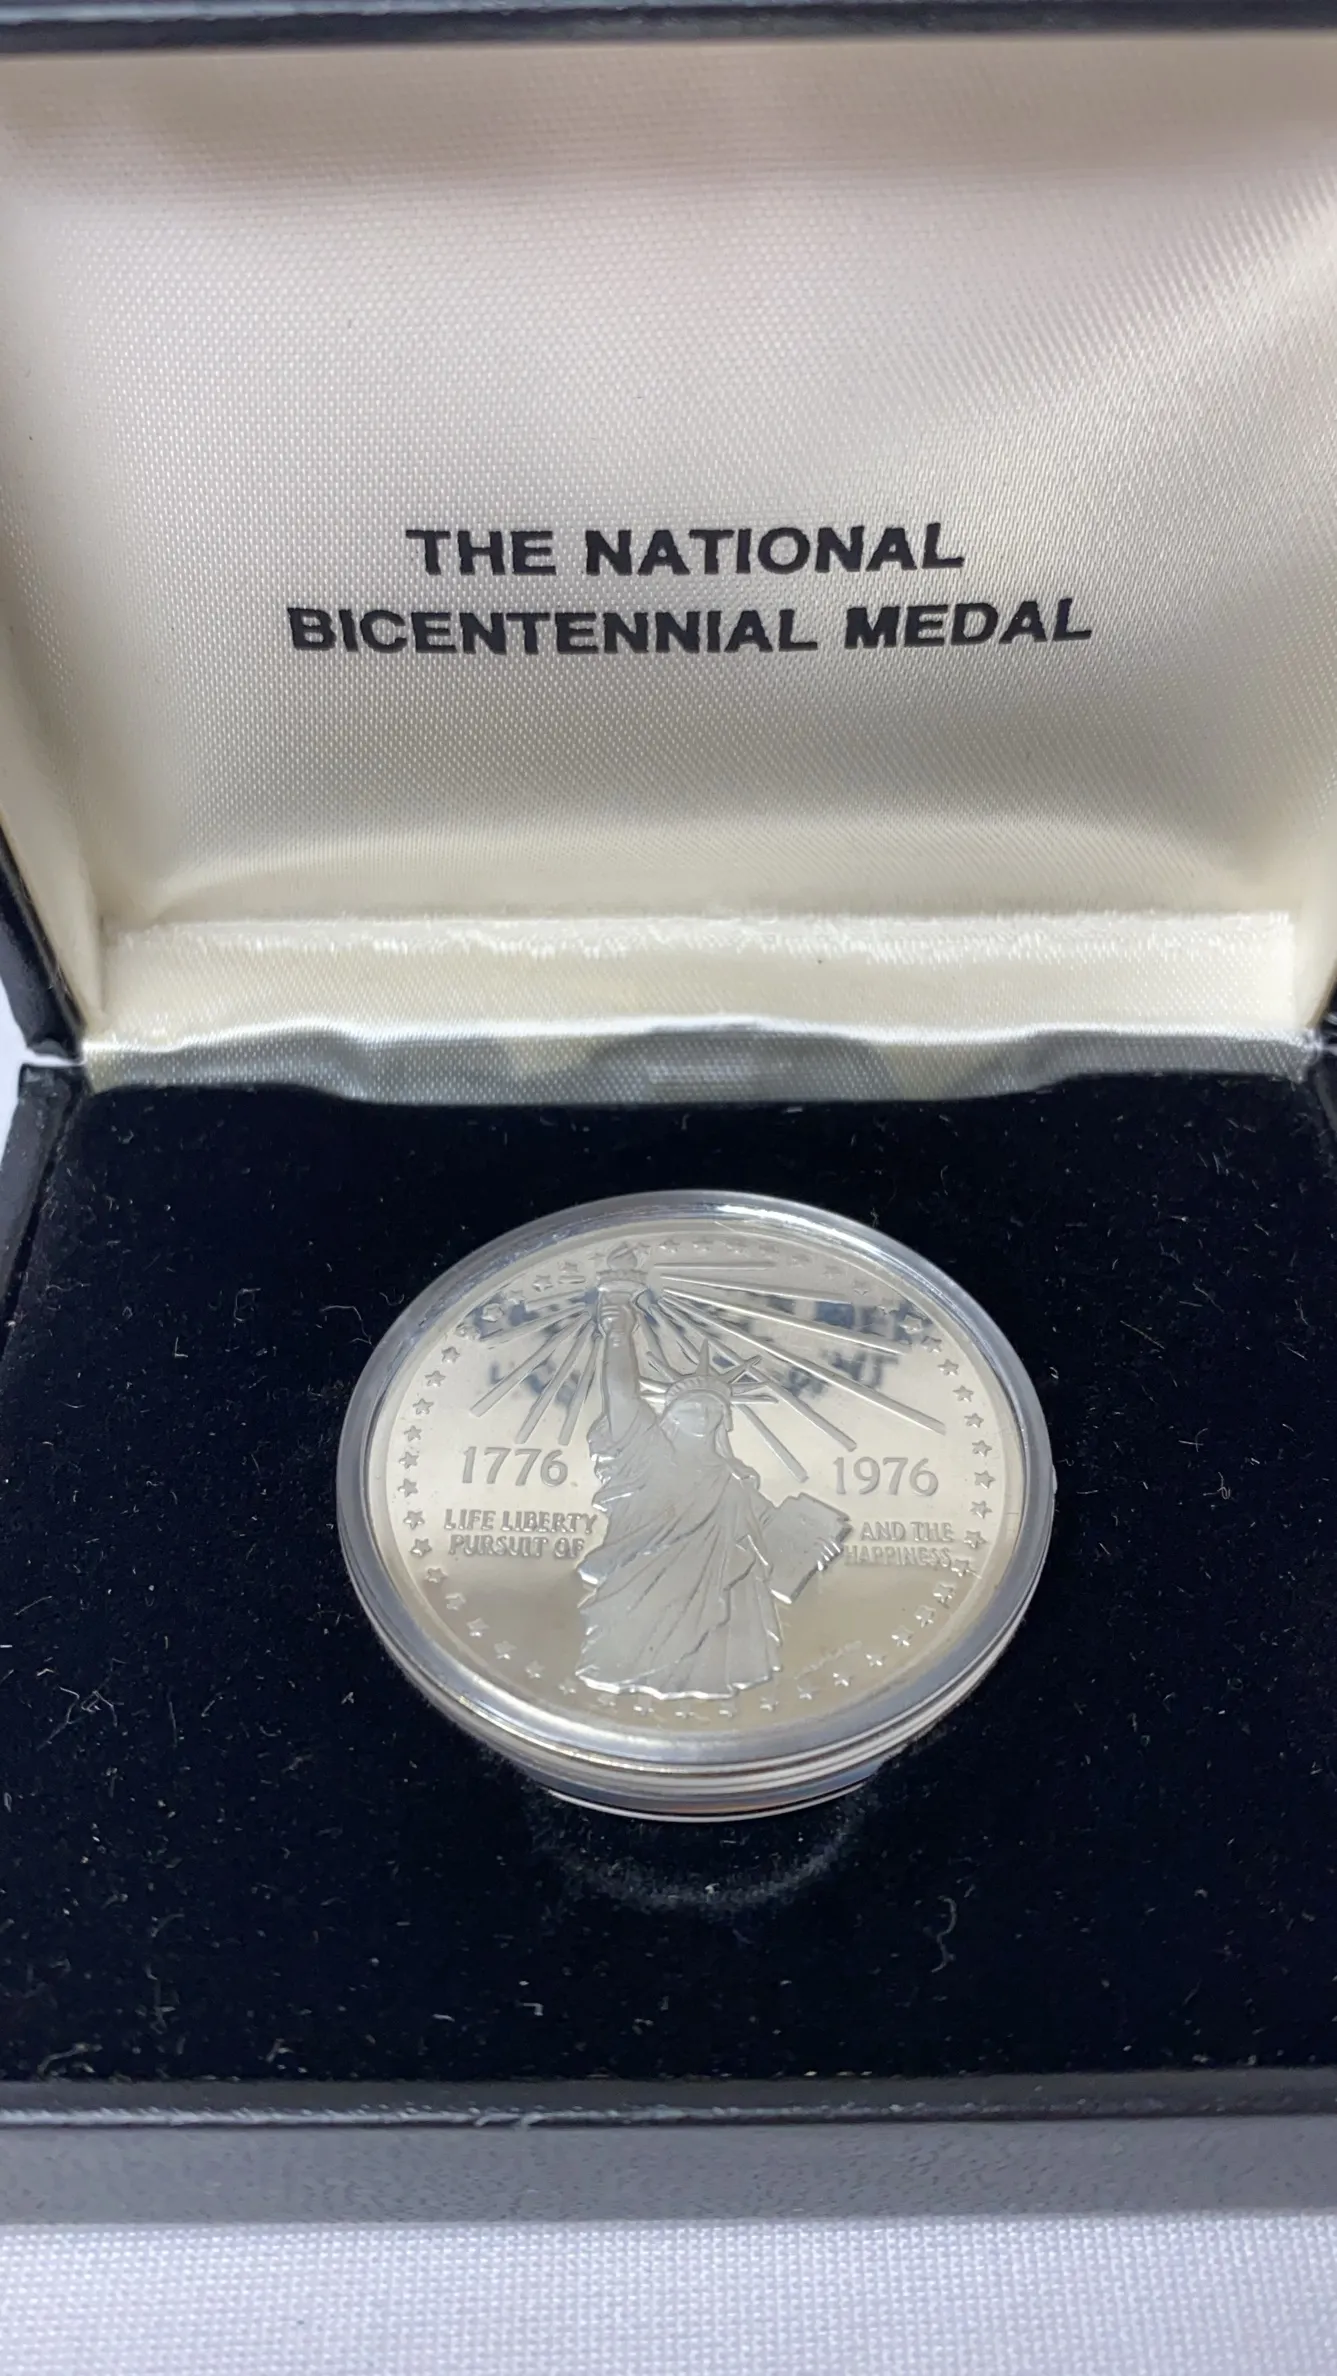 THE NATIONAL
BICENTENNIAL MEDAL
1776 1976
LIFE LIBERTY AND THE
PURSUIT OF HAPPINESS